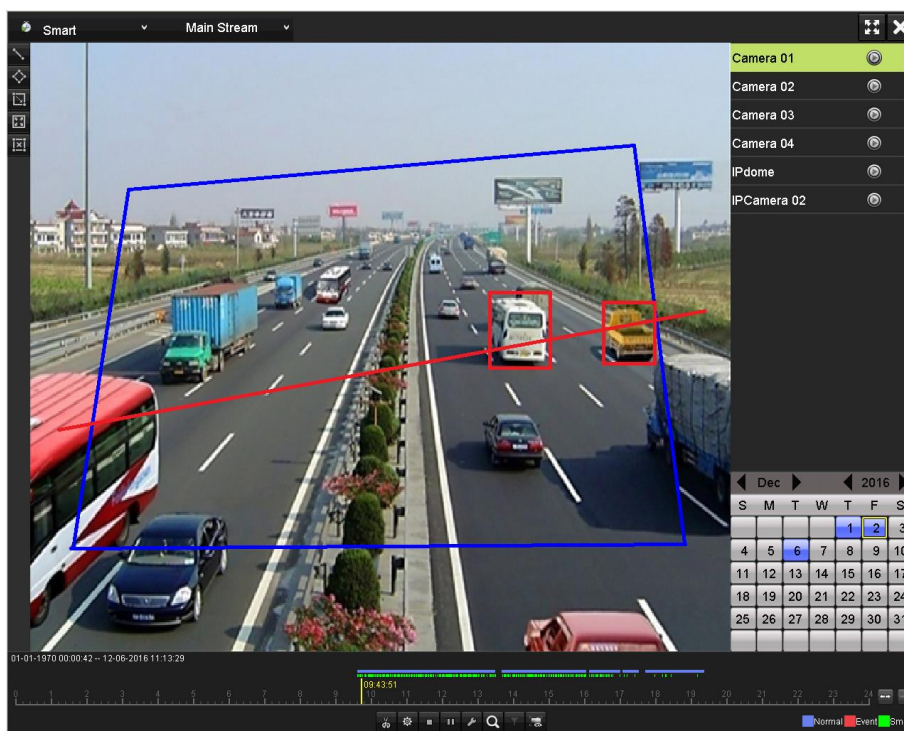 Smart
Main Stream
Camera 01
Camera 02
Camera 03
Camera 04
IPdome
IPCamera 02
Dec
2016
S M T W T F S
1 2 3
4 5 6 7 8 9 10
11 12 13 14 15 16 17
18 19 20 21 22 23 24
25 26 27 28 29 30 31
01-01-1970 00:00:42 -- 12-06-2016 11:13:29
09:43:51
0 1 2 3 4 5 6 7 8 9 10 11 12 13 14 15 16 17 18 19 20 21 22 23 24
Normal
Event